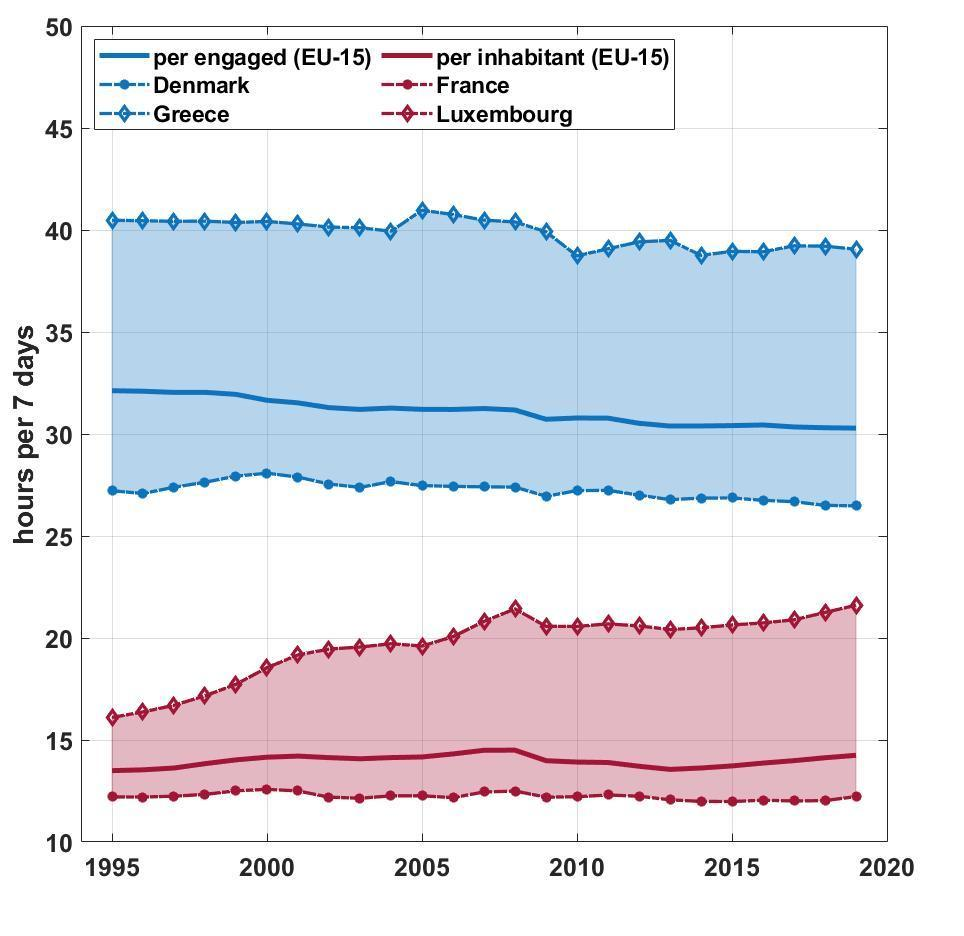 50
per engaged (EU-15) per inhabitant (EU-15)
Denmark France
Greece Luxembourg
45
40
35
30
25
20
15
10
hours per 7 days
1995 2000 2005 2010 2015 2020